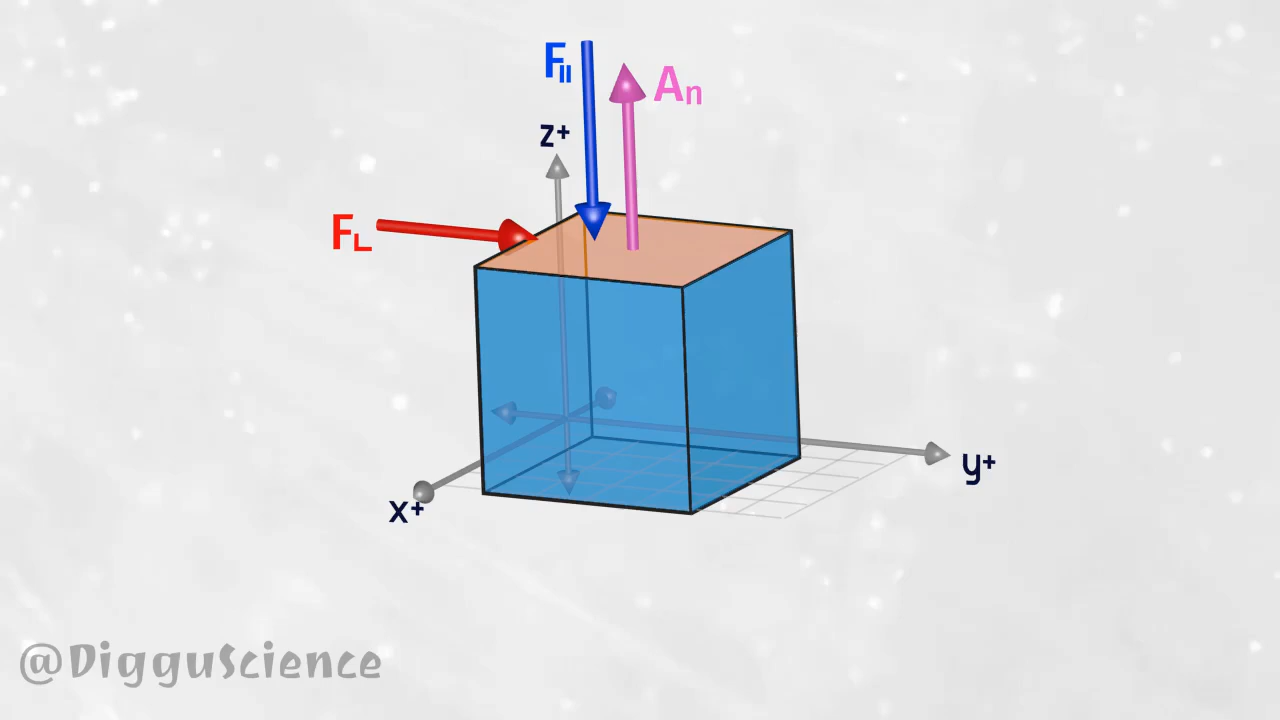 F||
An
z+
F∟
y+
x+
@DigguScience